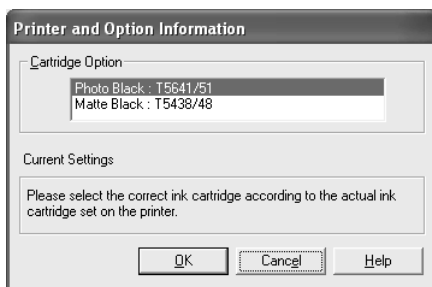 Printer and Option Information
Cartridge Option
Photo Black : T5641/51
Matte Black : T5438/48
Current Settings
Please select the correct ink cartridge according to the actual ink
cartridge set on the printer.
OK
Cancel
Help